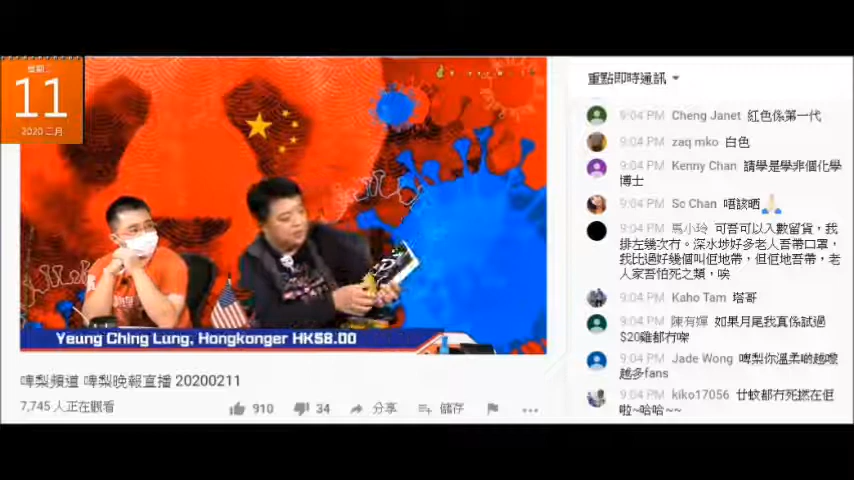 星期二
11
2020 二月
Yeung Ching Lung, Hongkonger HK$8.00
啤梨頻道 啤梨晚報直播 20200211
7,745 人正在觀看
910
34
分享
儲存
重點即時通訊
9:04 PM Cheng Janet 紅色係第一代
9:04 PM zaq mko 白色
9:04 PM Kenny Chan 請學是學非個化學
博士
9:04 PM Sc Chan 唔該晒🙏🏻
9:04 PM 馬小玲 可吾可以入數留貨，我
排左幾次冇。深水埗好多老人吾帶口罩，
我比過好幾個叫佢地帶，但佢地吾帶，老
人家吾怕死之類，唉
9:04 PM Kaho Tam 塔哥
9:04 PM 陳有嬋 如果月尾我真係試過
$20雞都冇㗎
9:04 PM Jade Wong 啤梨你溫柔啲越嚟
越多fans
9:04 PM kiko17056 廿蚊都冇死撚在佢
啦~哈哈~~